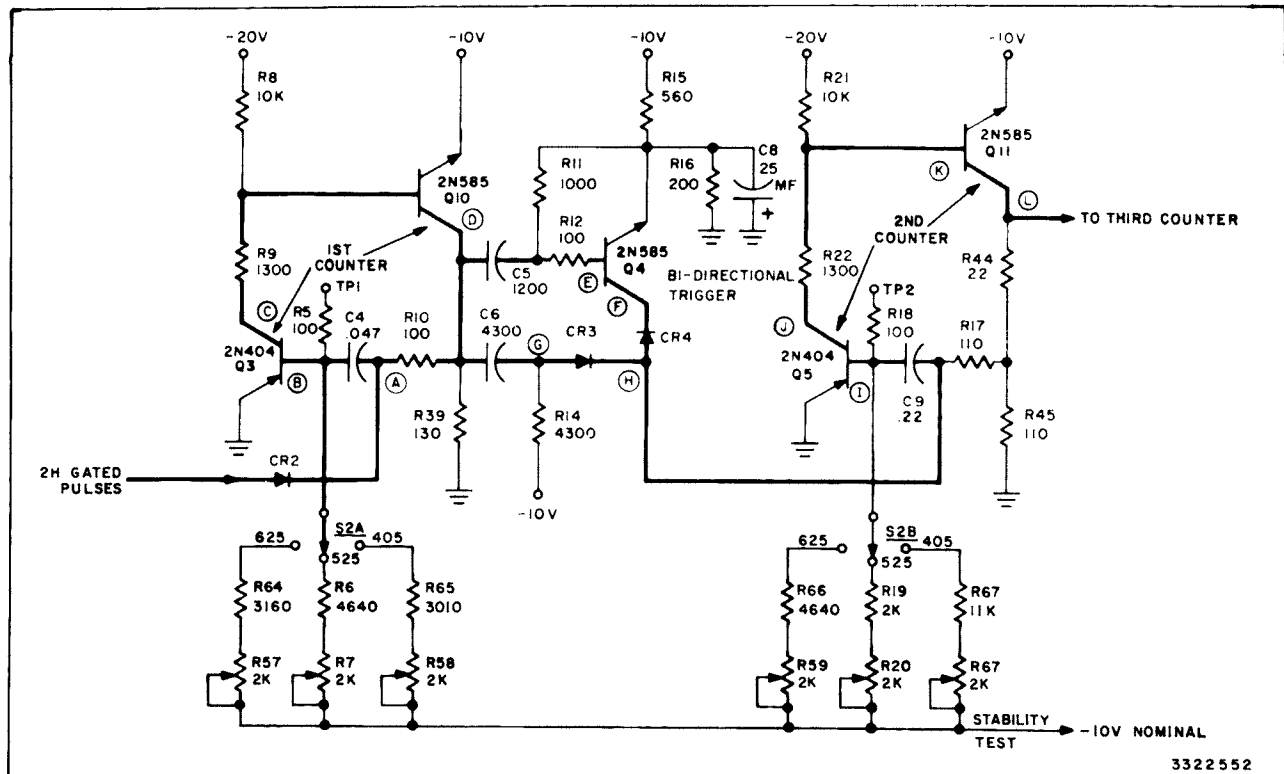 -20V
-10V
-10V
-20V
-10V
R8
10K
R15
560
R21
10K
2N585
Q10
R11
1000
R16
200
C8
25
MF
+
2N585
Q11
K
L
TO THIRD COUNTER
D
R12
100
2N585
Q4
R9
1300
1ST
COUNTER
TP1
C5
1200
E
F
BI-DIRECTIONAL
TRIGGER
R22
1300
2ND
COUNTER
TP2
R44
22
C
R5
100
C4
.047
R10
100
C6
4300
G
CR3
CR4
J
R18
100
R17
110
2N404
Q3
B
A
H
2N404
Q5
I
C9
.22
R39
130
R14
4300
R45
110
2H GATED
PULSES
CR2
-10V
625
S2A
405
525
625
S2B
405
525
R64
3160
R6
4640
R65
3010
R66
4640
R19
2K
R67
11K
R57
2K
R7
2K
R58
2K
R59
2K
R20
2K
R67
2K
STABILITY
TEST
-10V NOMINAL
3322552